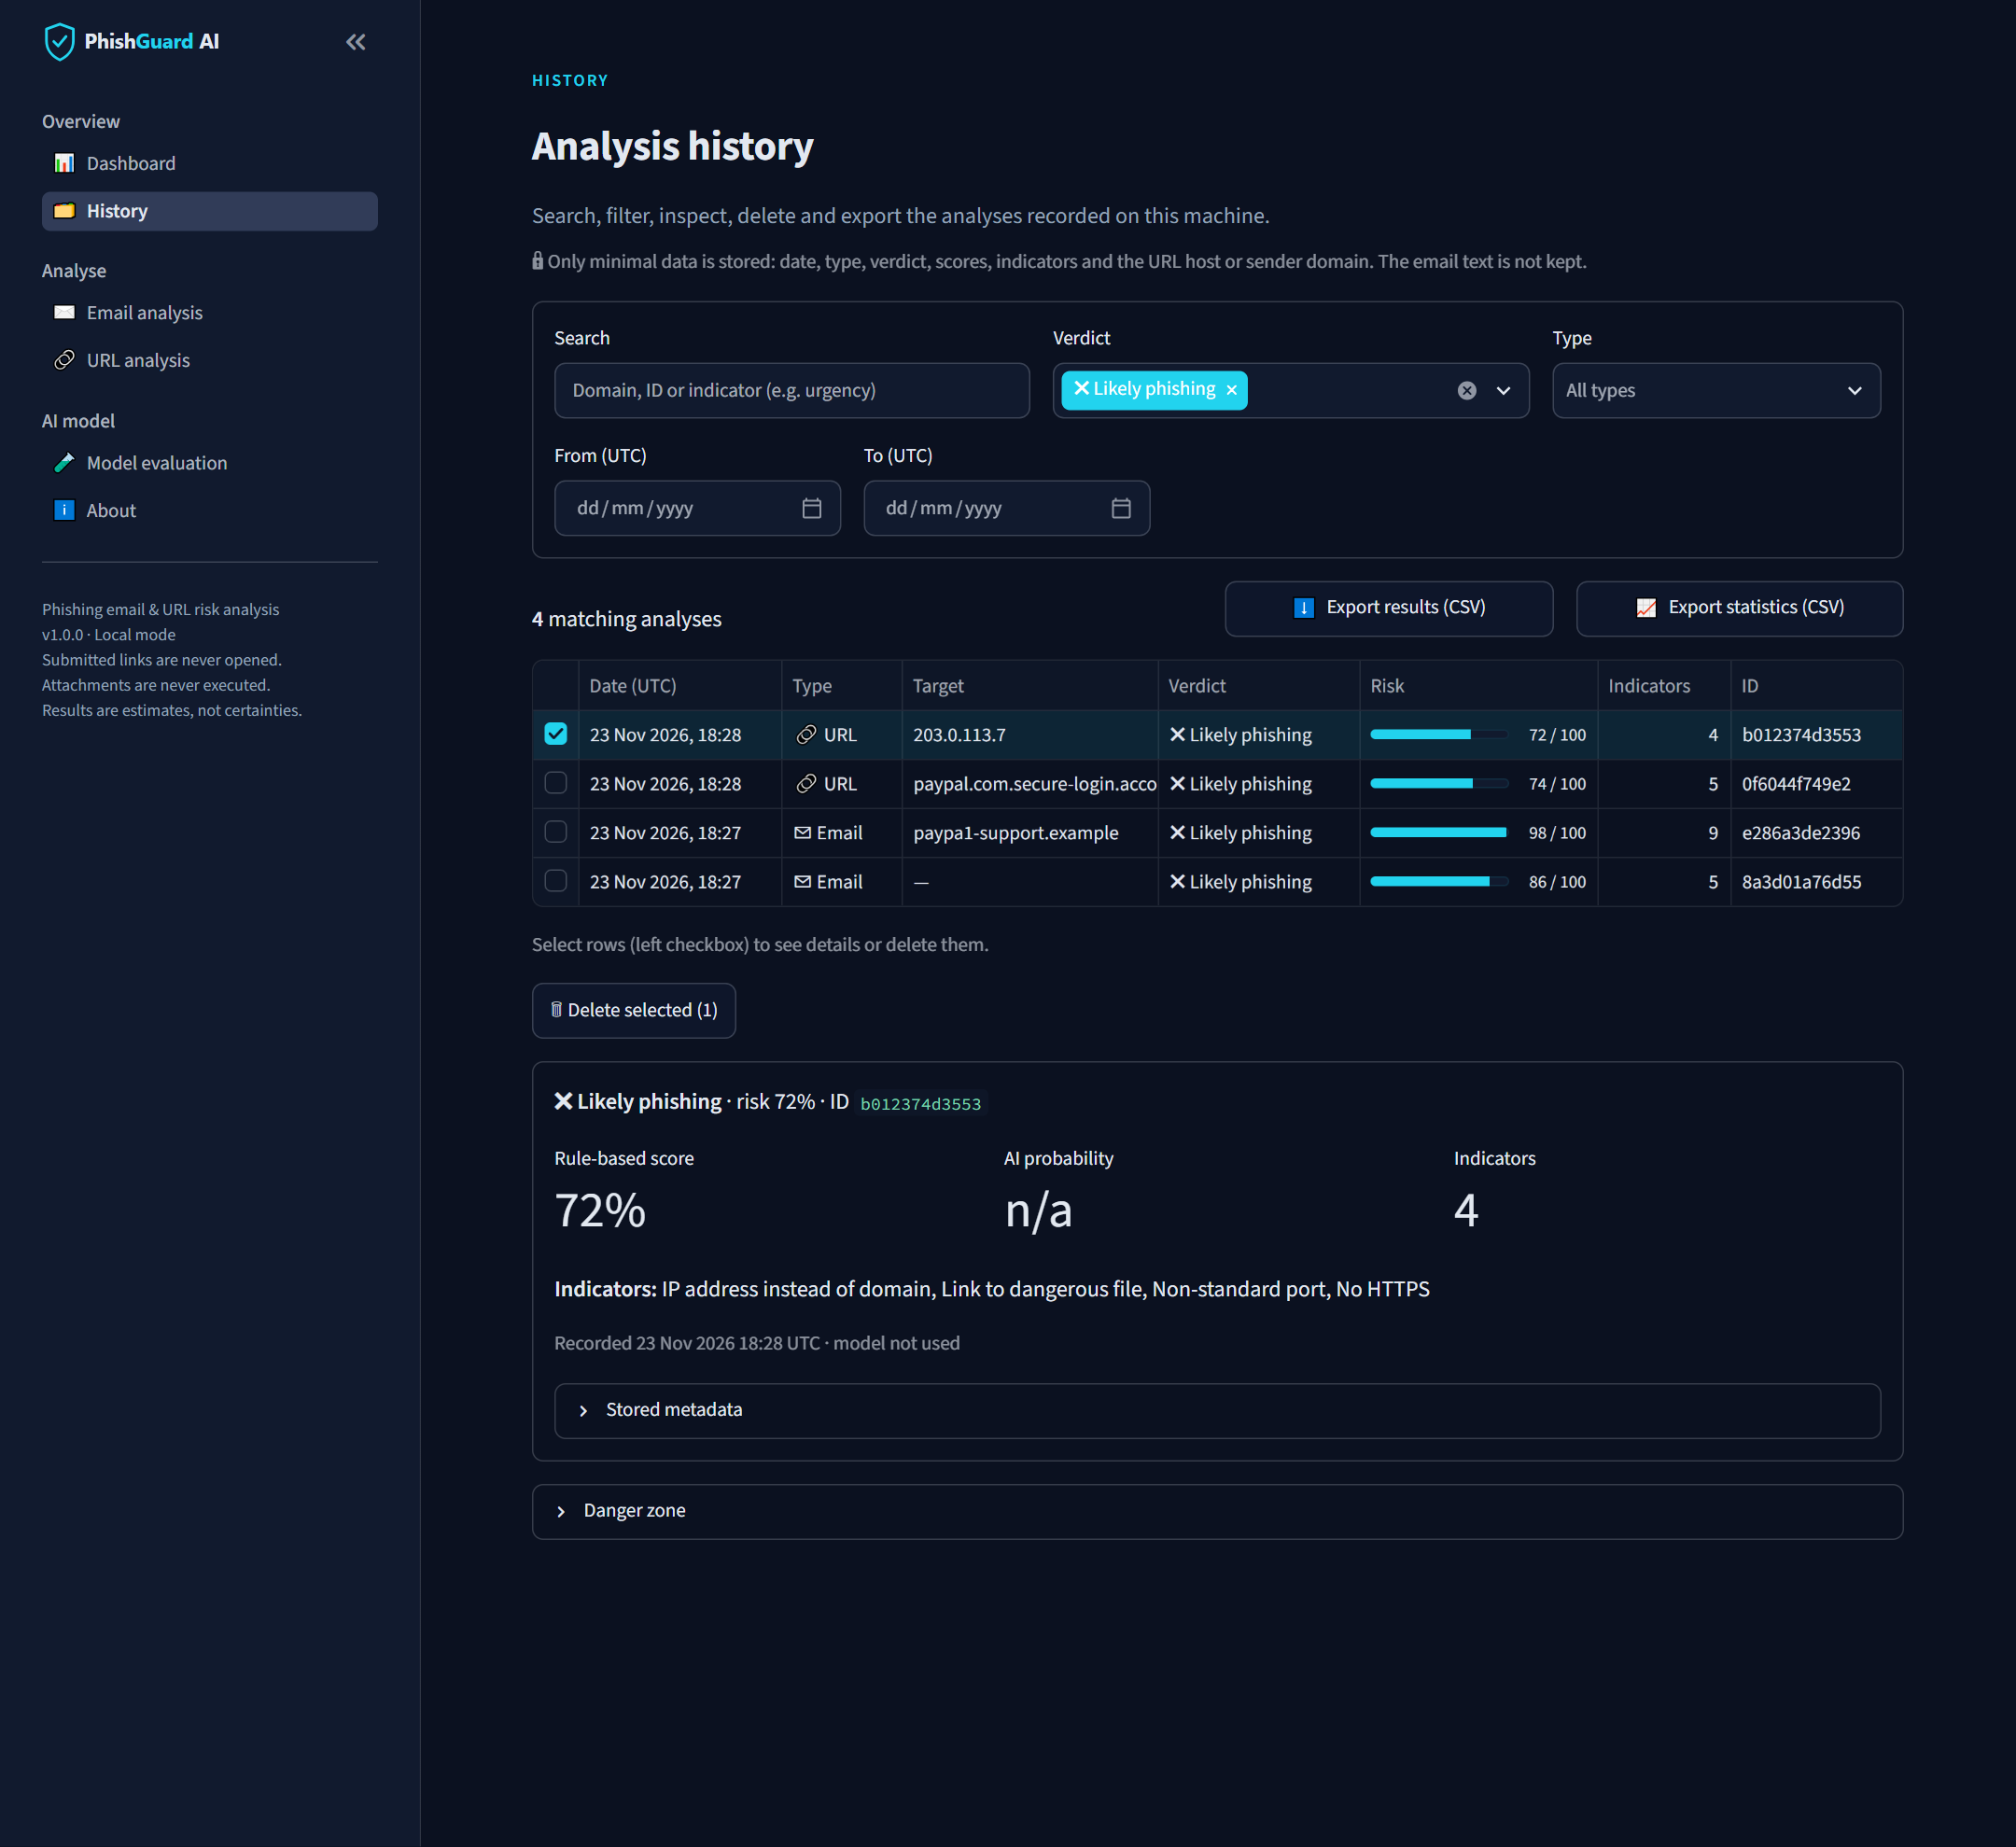 PhishGuard AI
Overview
Dashboard
History
Analyse
Email analysis
URL analysis
AI model
Model evaluation
About
Phishing email & URL risk analysis
v1.0.0 · Local mode
Submitted links are never opened.
Attachments are never executed.
Results are estimates, not certainties.
HISTORY
Analysis history
Search, filter, inspect, delete and export the analyses recorded on this machine.
Only minimal data is stored: date, type, verdict, scores, indicators and the URL host or sender domain. The email text is not kept.
Search Verdict Type
Domain, ID or indicator (e.g. urgency) Likely phishing All types
From (UTC) To (UTC)
dd / mm / yyyy dd / mm / yyyy
4 matching analyses Export results (CSV) Export statistics (CSV)
Date (UTC) Type Target Verdict Risk Indicators ID
23 Nov 2026, 18:28 URL 203.0.113.7 Likely phishing 72 / 100 4 b012374d3553
23 Nov 2026, 18:28 URL paypal.com.secure-login.acco Likely phishing 74 / 100 5 0f6044f749e2
23 Nov 2026, 18:27 Email paypa1-support.example Likely phishing 98 / 100 9 e286a3de2396
23 Nov 2026, 18:27 Email — Likely phishing 86 / 100 5 8a3d01a76d55
Select rows (left checkbox) to see details or delete them.
Delete selected (1)
Likely phishing · risk 72% · ID b012374d3553
Rule-based score AI probability Indicators
72% n/a 4
Indicators: IP address instead of domain, Link to dangerous file, Non-standard port, No HTTPS
Recorded 23 Nov 2026 18:28 UTC · model not used
Stored metadata
Danger zone